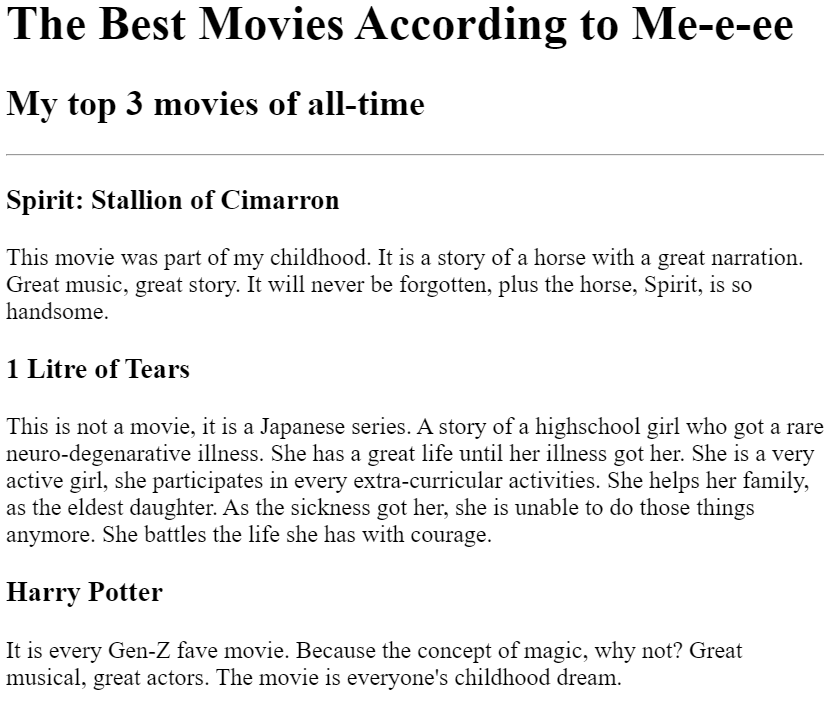 The Best Movies According to Me-e-ee
My top 3 movies of all-time
Spirit: Stallion of Cimarron
This movie was part of my childhood. It is a story of a horse with a great narration.
Great music, great story. It will never be forgotten, plus the horse, Spirit, is so
handsome.
1 Litre of Tears
This is not a movie, it is a Japanese series. A story of a highschool girl who got a rare
neuro-degenarative illness. She has a great life until her illness got her. She is a very
active girl, she participates in every extra-curricular activities. She helps her family,
as the eldest daughter. As the sickness got her, she is unable to do those things
anymore. She battles the life she has with courage.
Harry Potter
It is every Gen-Z fave movie. Because the concept of magic, why not? Great
musical, great actors. The movie is everyone's childhood dream.